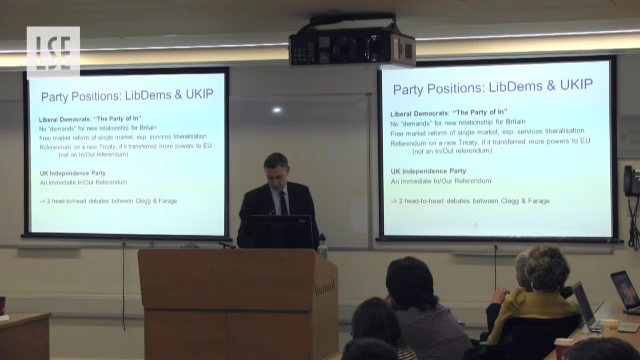 LSE
Party Positions: LibDems & UKIP
Liberal Democrats: “The Party of In”
No “demands” for new relationship for Britain
Free market reform of single market, esp. services liberalisation
Referendum on a new Treaty, if it transferred more powers to EU
(not an In/Out referendum)
UK Independence Party
An immediate In/Our Referendum
-> 2 head-to-head debates between Clegg & Farage
Party Positions: LibDems & UKIP
Liberal Democrats: “The Party of In”
No “demands” for new relationship for Britain
Free market reform of single market, esp. services liberalisation
Referendum on a new Treaty, if it transferred more powers to EU
(not an In/Out referendum)
UK Independence Party
An immediate In/Our Referendum
-> 2 head-to-head debates between Clegg & Farage